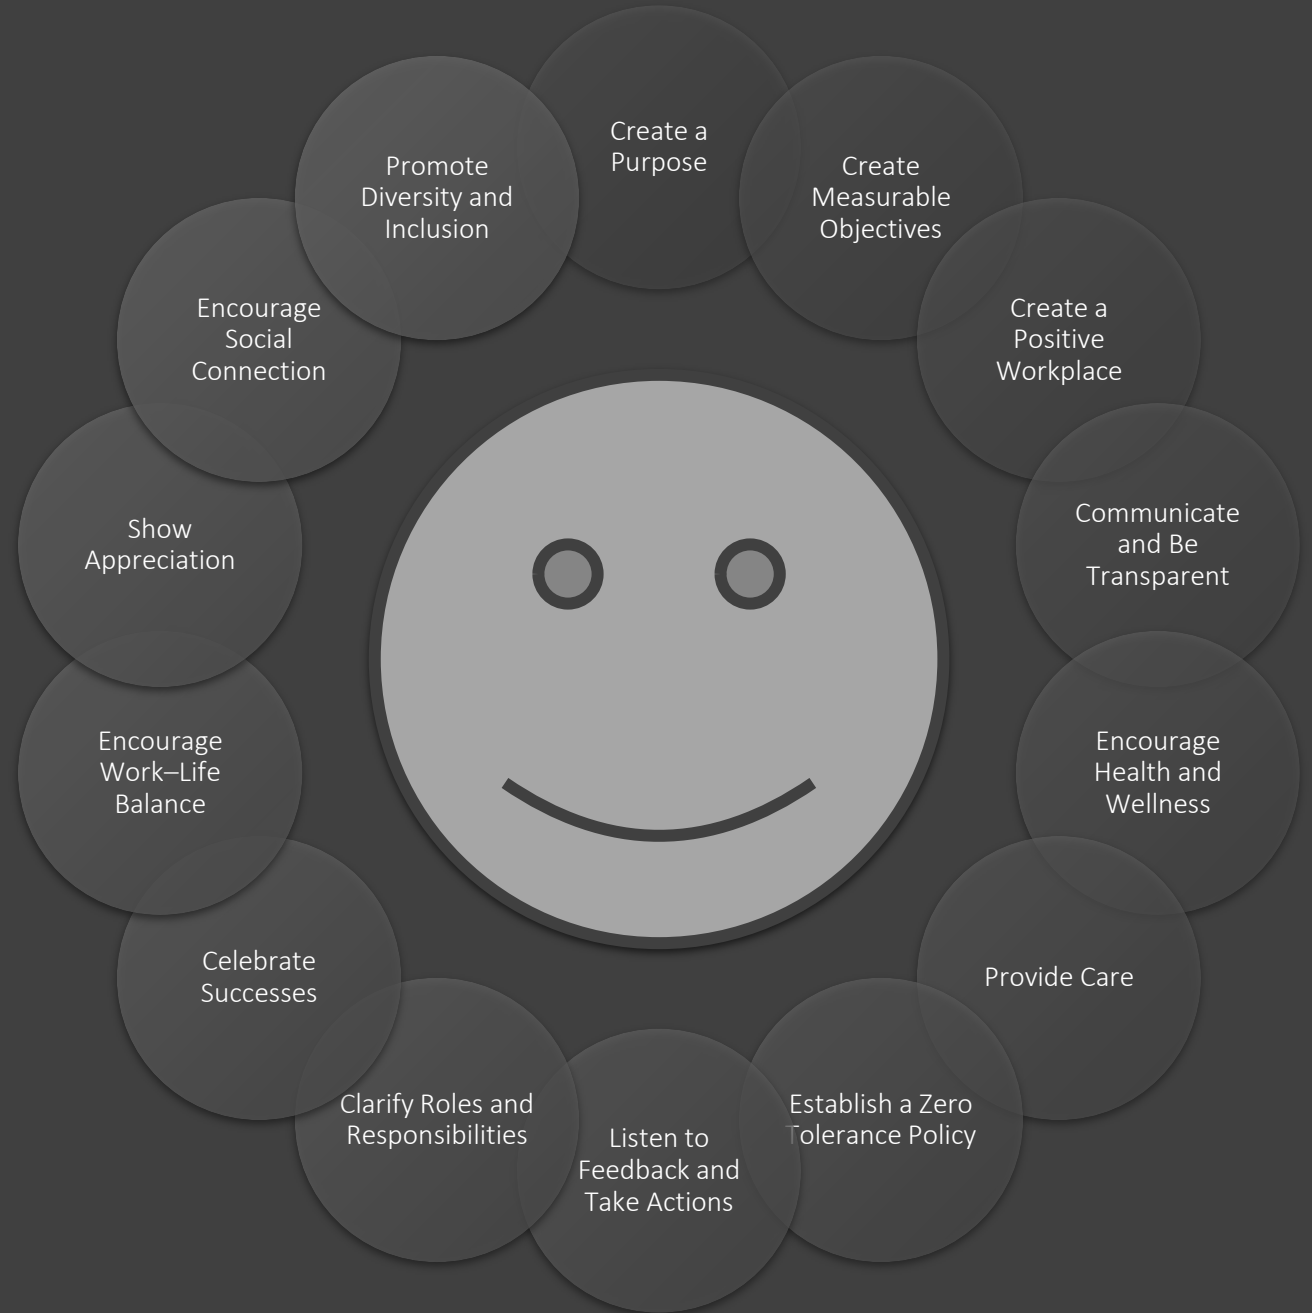 Create a
Purpose
Create
Measurable
Objectives
Create a
Positive
Workplace
Communicate
and Be
Transparent
Encourage
Health and
Wellness
Provide Care
Establish a Zero
Tolerance Policy
Listen to
Feedback and
Take Actions
Clarify Roles and
Responsibilities
Celebrate
Successes
Encourage
Work–Life
Balance
Show
Appreciation
Encourage
Social
Connection
Promote
Diversity and
Inclusion